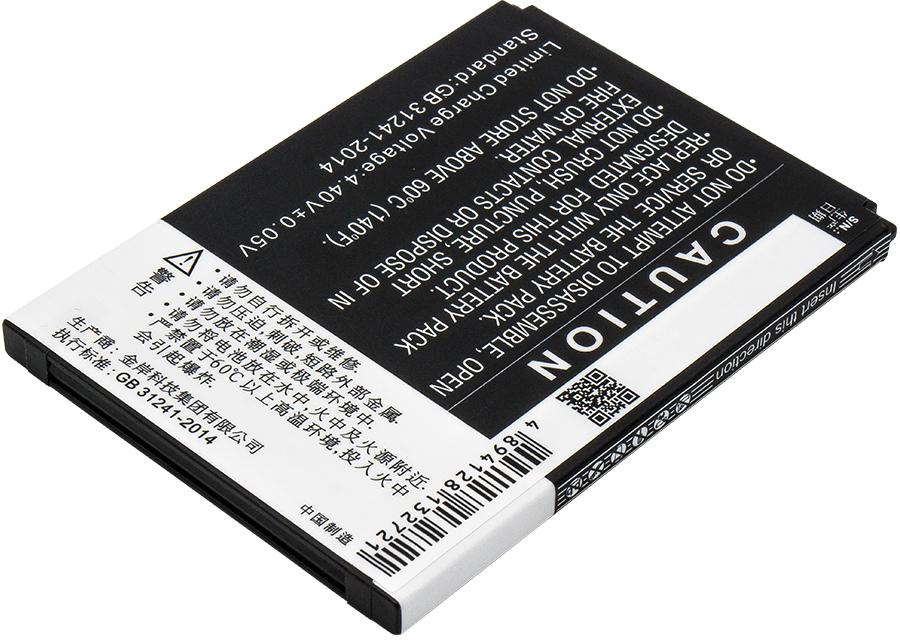 CAUTION
•DO NOT ATTEMPT TO DISASSEMBLE, OPEN
OR SERVICE THE BATTERY PACK.
•REPLACE ONLY WITH THE BATTERY PACK
DESIGNATED FOR THIS PRODUCT.
•DO NOT CRUSH, PUNCTURE, SHORT
EXTERNAL CONTACTS OR DISPOSE OF IN
FIRE OR WATER.
•DO NOT STORE ABOVE 60℃ (140℉).
Limited Charge Voltage:4.40V±0.05V
Standard:GB 31241-2014
S/N:
生产
日期
Insert this direction
警告
•请勿自行拆开或维修.
•请勿压迫,刺破,短路外部金属.
•请勿放在潮湿或极端环境中.
•请勿将电池放在水中,火中及火源附近.
•严禁置于60℃以上高温环境,投入火中
会引起爆炸.
生产商: 金岸科技集团有限公司
执行标准: GB 31241-2014
中国制造
4 894128 132721